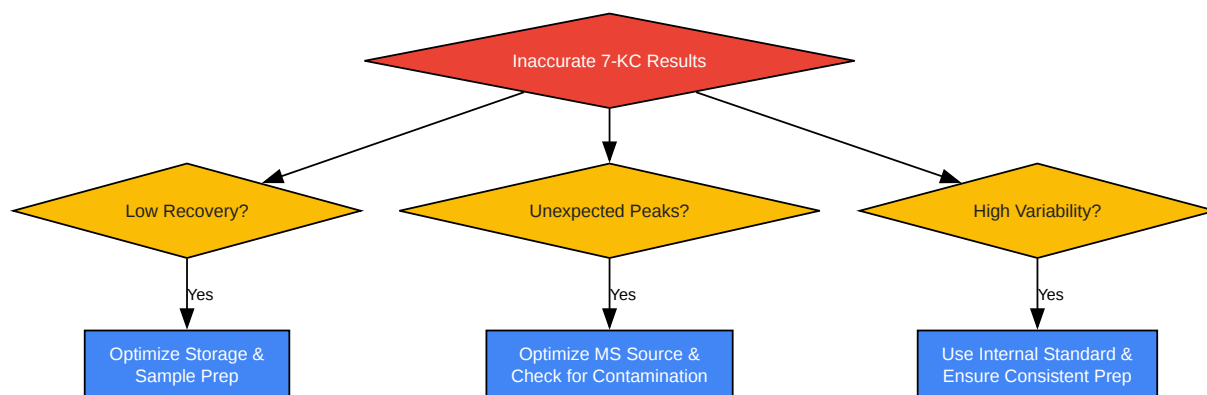 Inaccurate 7-KC Results
Low Recovery?
Unexpected Peaks?
High Variability?
Yes
Yes
Yes
Optimize Storage &
Sample Prep
Optimize MS Source &
Check for Contamination
Use Internal Standard &
Ensure Consistent Prep